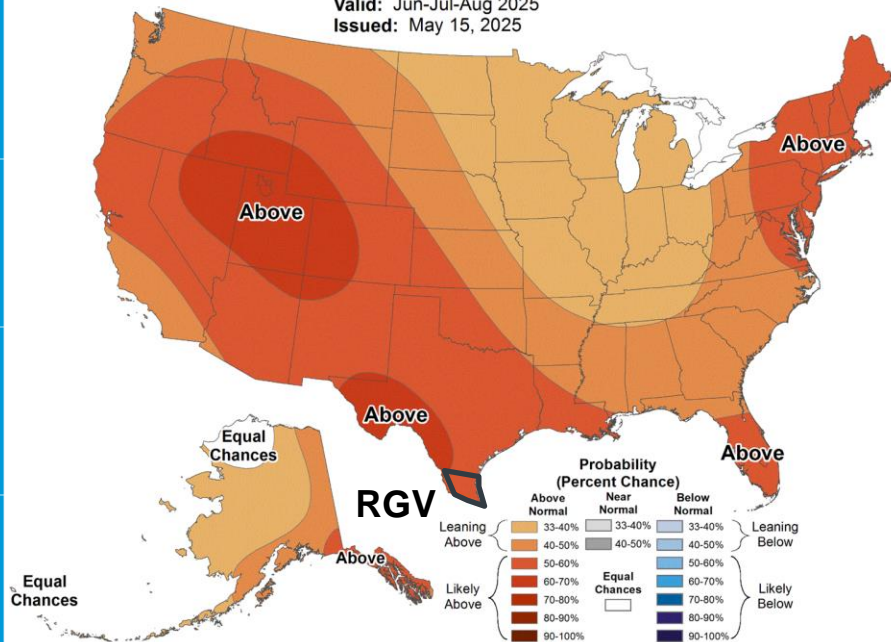 Valid: Jun-Jul-Aug 2025
Issued: May 15, 2025
Above
Above
Above
Above
Equal
Chances
RGV
Above
Equal
Chances
Probability
(Percent Chance)
Above
Normal
Near
Normal
Below
Normal
Leaning
Above
33-40%
33-40%
33-40%
Leaning
Below
40-50%
40-50%
40-50%
Likely
Above
50-60%
Equal
Chances
50-60%
Likely
Below
60-70%
60-70%
70-80%
70-80%
80-90%
80-90%
90-100%
90-100%